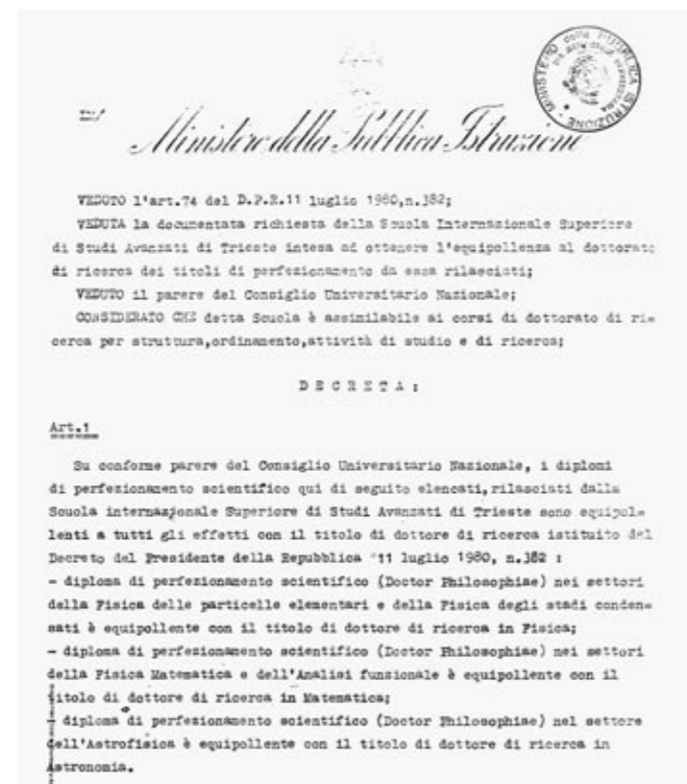 MINISTERO della PUBBLICA ISTRUZIONE
Ministero della Pubblica Istruzione
VEDUTO l'art.74 del D.P.R.11 luglio 1980,n.382;
VEDUTA la documentata richiesta della Scuola Internazionale Superiore
di Studi Avanzati di Trieste intesa ad ottenere l'equipollenza al dottorato
di ricerca dei titoli di perfezionamento da essa rilasciati;
VEDUTO il parere del Consiglio Universitario Nazionale;
CONSIDERATO CHE detta Scuola è assimilabile ai corsi di dottorato di ri=
cerca per struttura,ordinamento,attività di studio e di ricerca;
D E C R E T A :
Art.1
Su conforme parere del Consiglio Universitario Nazionale, i diplomi
di perfezionamento scientifico qui di seguito elencati,rilasciati dalla
Scuola internazionale Superiore di Studi Avanzati di Trieste sono equipol=
lenti a tutti gli effetti con il titolo di dottore di ricerca istituito del
Decreto del Presidente della Repubblica 11 luglio 1980, n.382 :
- diploma di perfezionamento scientifico (Doctor Philosophiae) nei settori
della Fisica delle particelle elementari e della Fisica degli stadi conden=
sati è equipollente con il titolo di dottore di ricerca in Fisica;
- diploma di perfezionamento scientifico (Doctor Philosophiae) nei settori
della Fisica Matematica e dell'Analisi funzionale è equipollente con il
titolo di dottore di ricerca in Matematica;
- diploma di perfezionamento scientifico (Doctor Philosophiae) nel settore
dell'Astrofisica è equipollente con il titolo di dottore di ricerca in
Astronomia.